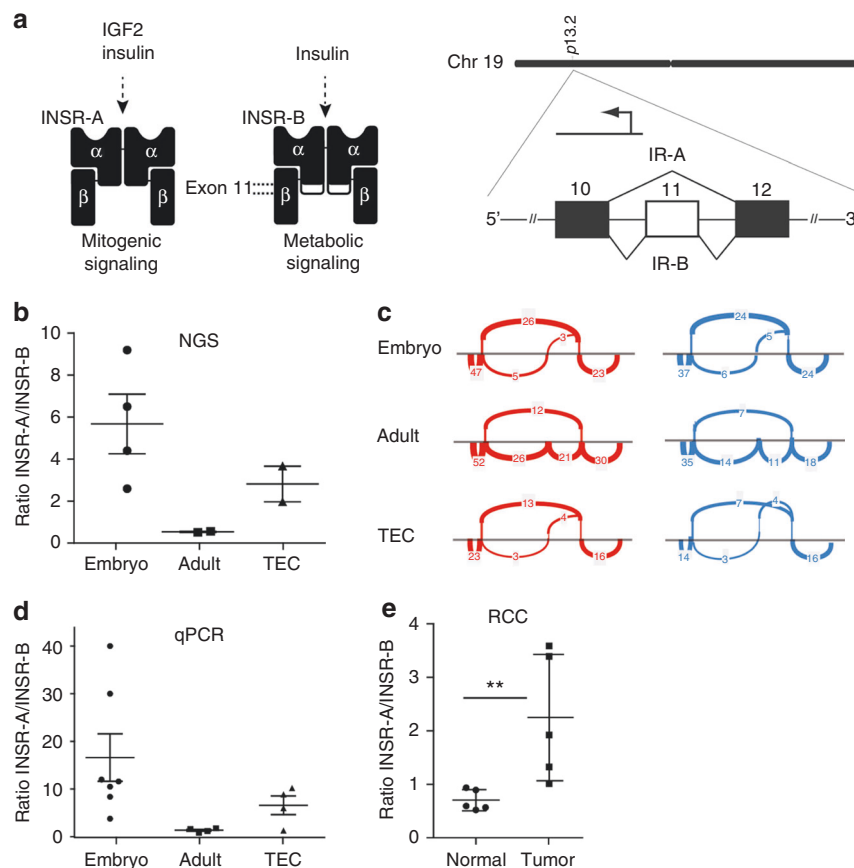 a
IGF2
insulin
Insulin
INSR-A
INSR-B
α α
α α
β β
β β
Exon 11
Mitogenic
signaling
Metabolic
signaling
p13.2
Chr 19
IR-A
10 11 12
5’ // // 3
IR-B
b
NGS
Ratio INSR-A/INSR-B
10
8
6
4
2
0
Embryo Adult TEC
c
Embryo
26
3
47
5
23
24
5
37
6
24
Adult
12
52
26
21
30
7
35
14
11
18
TEC
13
4
23
3
16
7
4
14
3
16
d
qPCR
Ratio INSR-A/INSR-B
40
30
20
10
0
Embryo Adult TEC
e
RCC
Ratio INSR-A/INSR-B
4
3
2
1
0
**
Normal Tumor